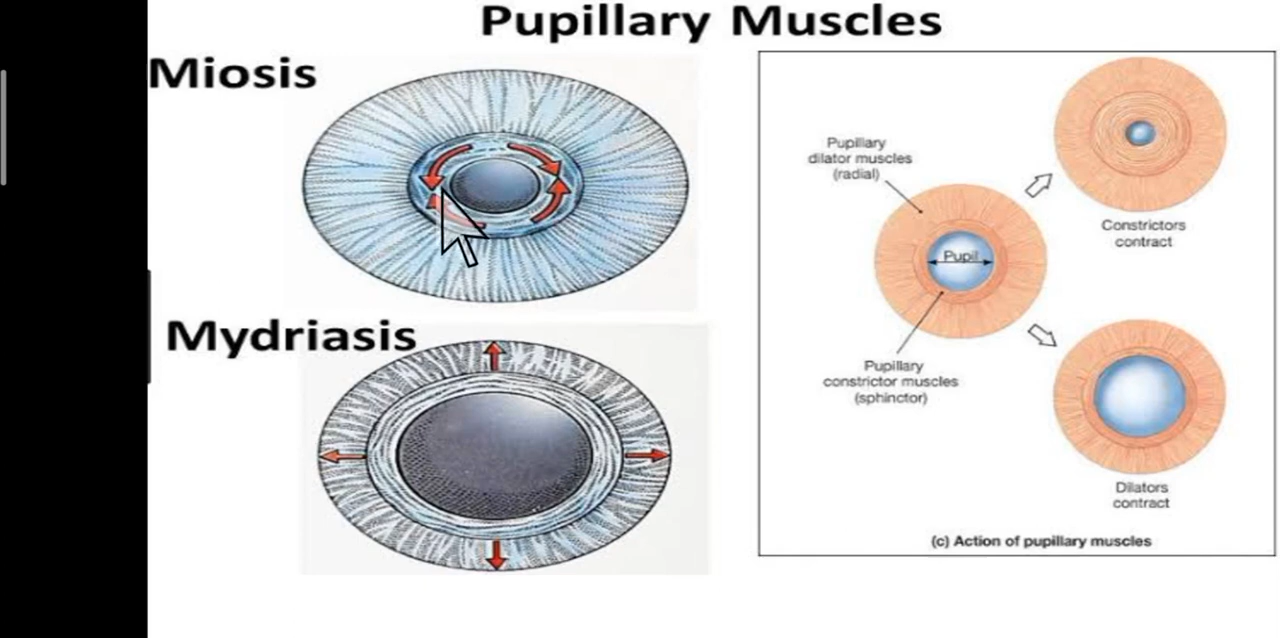 Pupillary Muscles
Miosis
Mydriasis
Pupillary
dilator muscles
(radial)
Pupil
Pupillary
constrictor muscles
(sphinctor)
Constrictors
contract
Dilators
contract
(c) Action of pupillary muscles